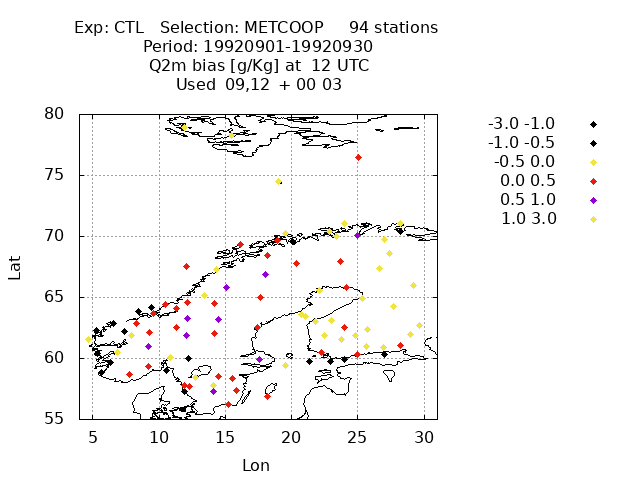 Exp: CTL Selection: METCOOP 94 stations
Period: 19920901-19920930
Q2m bias [g/Kg] at 12 UTC
Used 09,12 + 00 03
-3.0 -1.0
-1.0 -0.5
-0.5 0.0
0.0 0.5
0.5 1.0
1.0 3.0
80
75
70
65
60
55
Lat
5 10 15 20 25 30
Lon